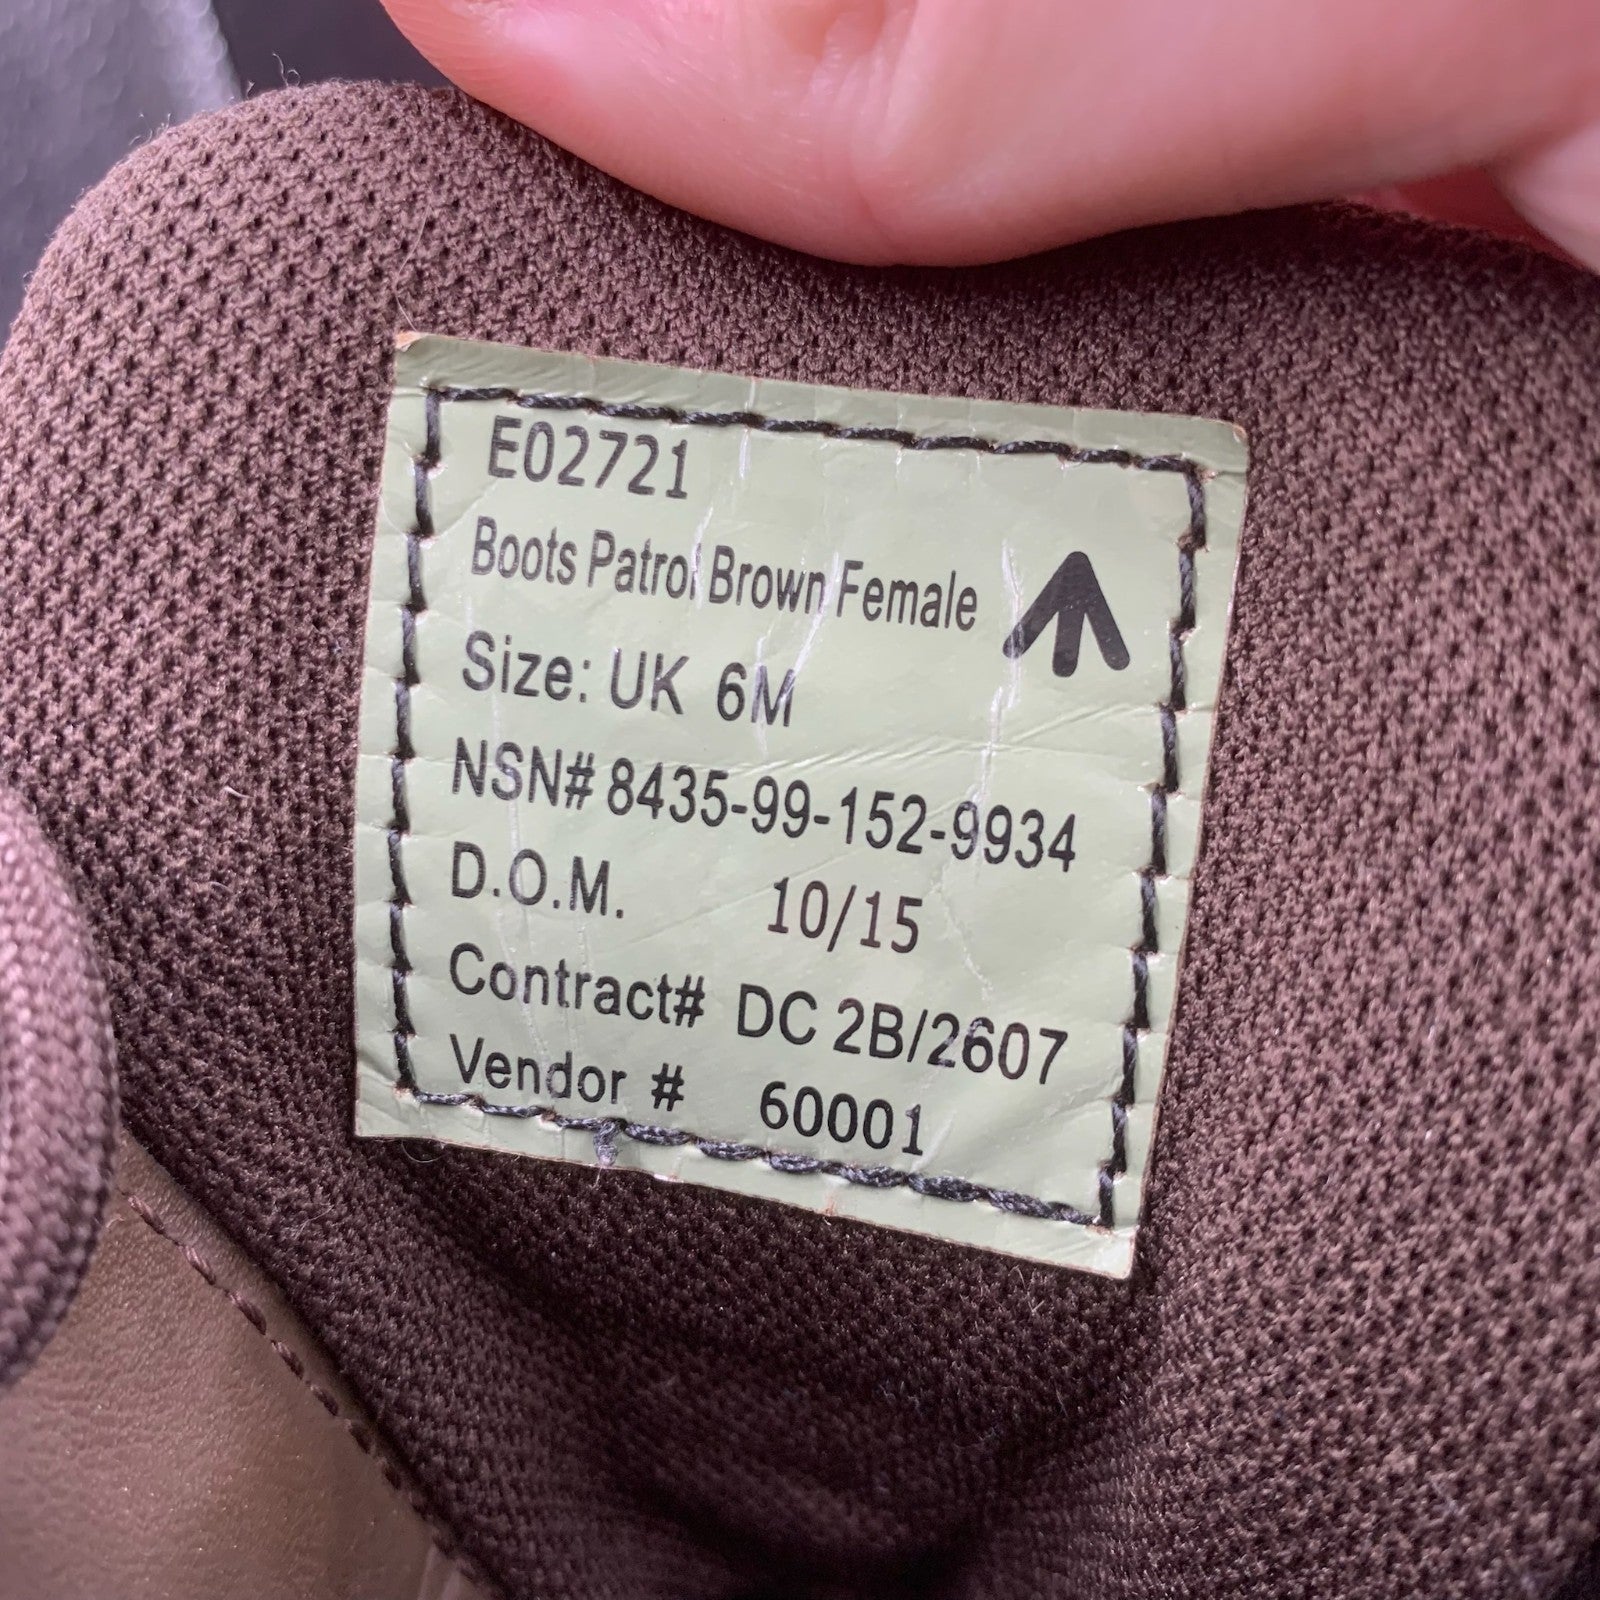 E02721
Boots Patrol Brown Female
Size: UK 6M
NSN# 8435-99-152-9934
D.O.M. 10/15
Contract# DC 2B/2607
Vendor # 60001